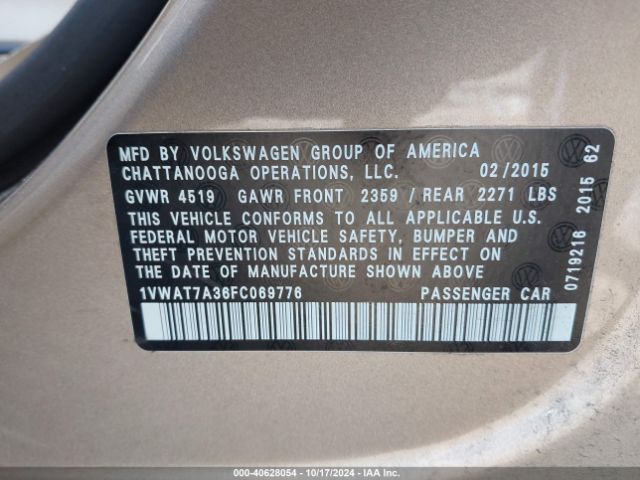 MFD BY VOLKSWAGEN GROUP OF AMERICA
CHATTANOOGA OPERATIONS, LLC. 02/2015
GVWR 4519 GAWR FRONT 2359 / REAR 2271 LBS
THIS VEHICLE CONFORMS TO ALL APPLICABLE U.S.
FEDERAL MOTOR VEHICLE SAFETY, BUMPER AND
THEFT PREVENTION STANDARDS IN EFFECT ON
THE DATE OF MANUFACTURE SHOWN ABOVE
1VWAT7A36FC069776 PASSENGER CAR
0719216 2015 62
000-40628054 - 10/17/2024 - IAA Inc.